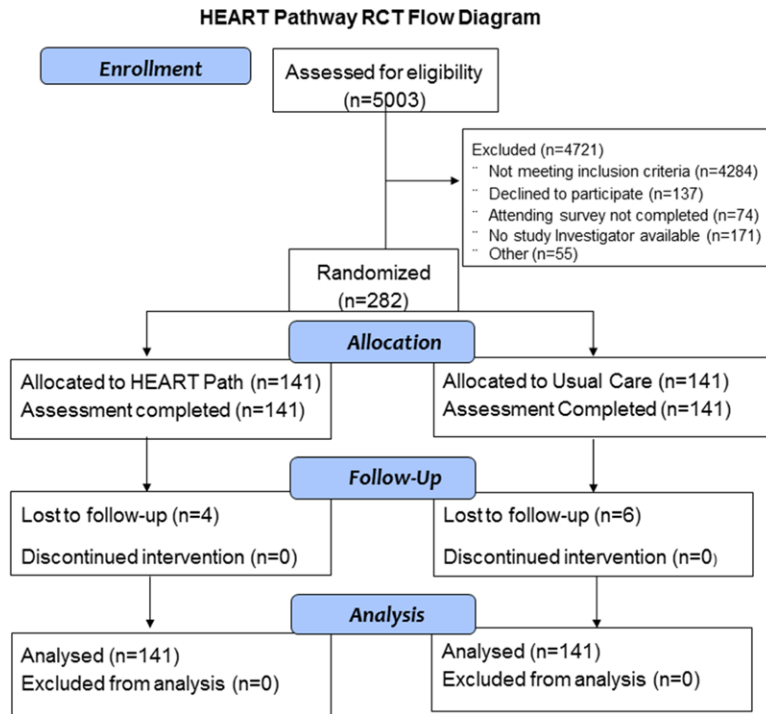 HEART Pathway RCT Flow Diagram
Enrollment
Assessed for eligibility
(n=5003)
Excluded (n=4721)
¨ Not meeting inclusion criteria (n=4284)
¨ Declined to participate (n=137)
¨ Attending survey not completed (n=74)
¨ No study Investigator available (n=171)
¨ Other (n=55)
Randomized
(n=282)
Allocation
Allocated to HEART Path (n=141)
Assessment completed (n=141)
Allocated to Usual Care (n=141)
Assessment Completed (n=141)
Follow-Up
Lost to follow-up (n=4)
Discontinued intervention (n=0)
Lost to follow-up (n=6)
Discontinued intervention (n=0)
Analysis
Analysed (n=141)
Excluded from analysis (n=0)
Analysed (n=141)
Excluded from analysis (n=0)